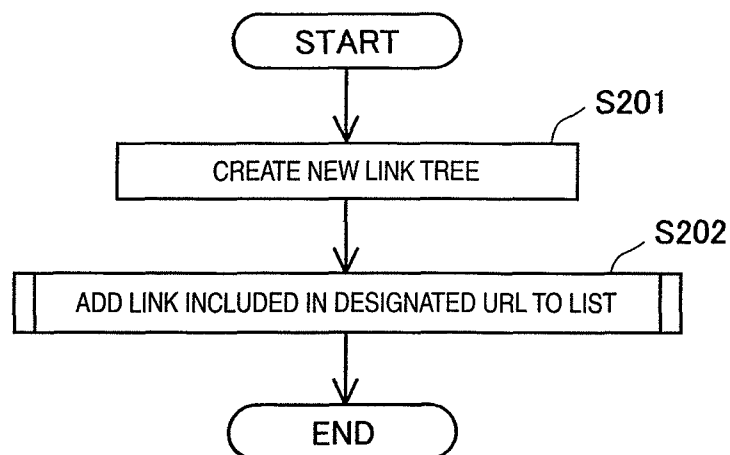 START
S201
CREATE NEW LINK TREE
S202
ADD LINK INCLUDED IN DESIGNATED URL TO LIST
END